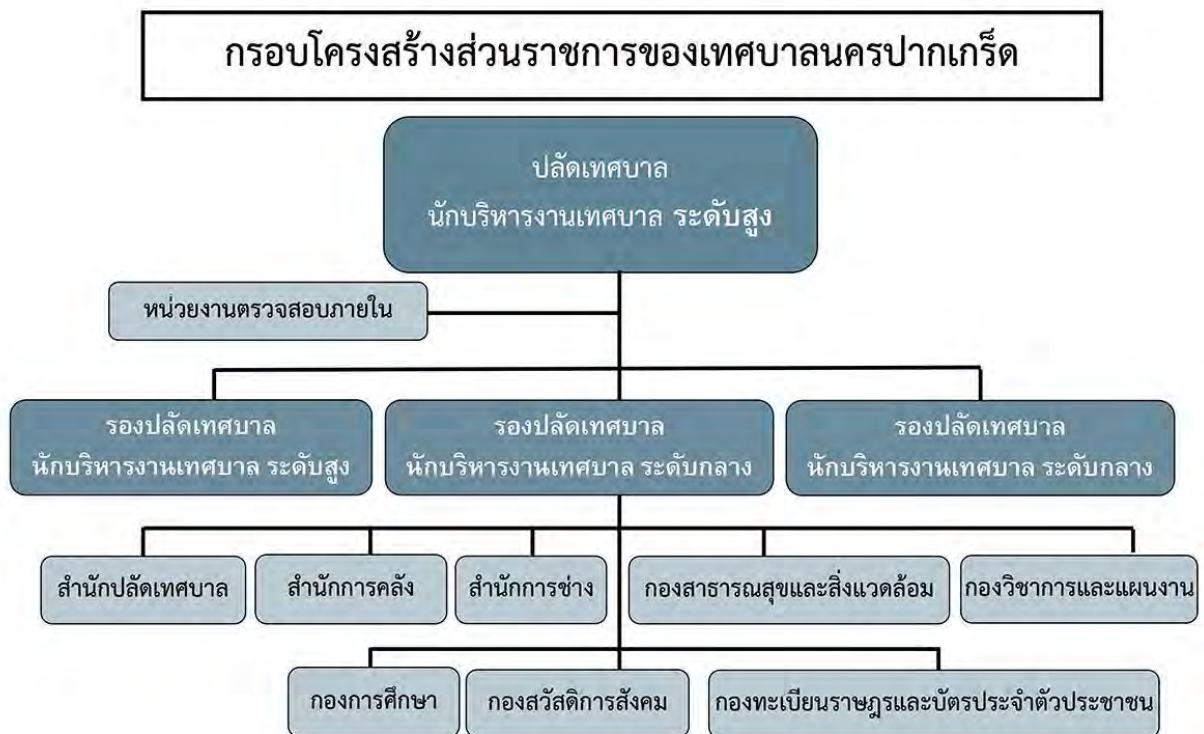 กรอบโครงสร้างส่วนราชการของเทศบาลนครปากเกร็ด
ปลัดเทศบาล
นักบริหารงานเทศบาล ระดับสูง
หน่วยงานตรวจสอบภายใน
รองปลัดเทศบาล
นักบริหารงานเทศบาล ระดับสูง
รองปลัดเทศบาล
นักบริหารงานเทศบาล ระดับกลาง
รองปลัดเทศบาล
นักบริหารงานเทศบาล ระดับกลาง
สำนักปลัดเทศบาล
สำนักการคลัง
สำนักการช่าง
กองสาธารณสุขและสิ่งแวดล้อม
กองวิชาการและแผนงาน
กองการศึกษา
กองสวัสดิการสังคม
กองทะเบียนราษฎรและบัตรประจำตัวประชาชน